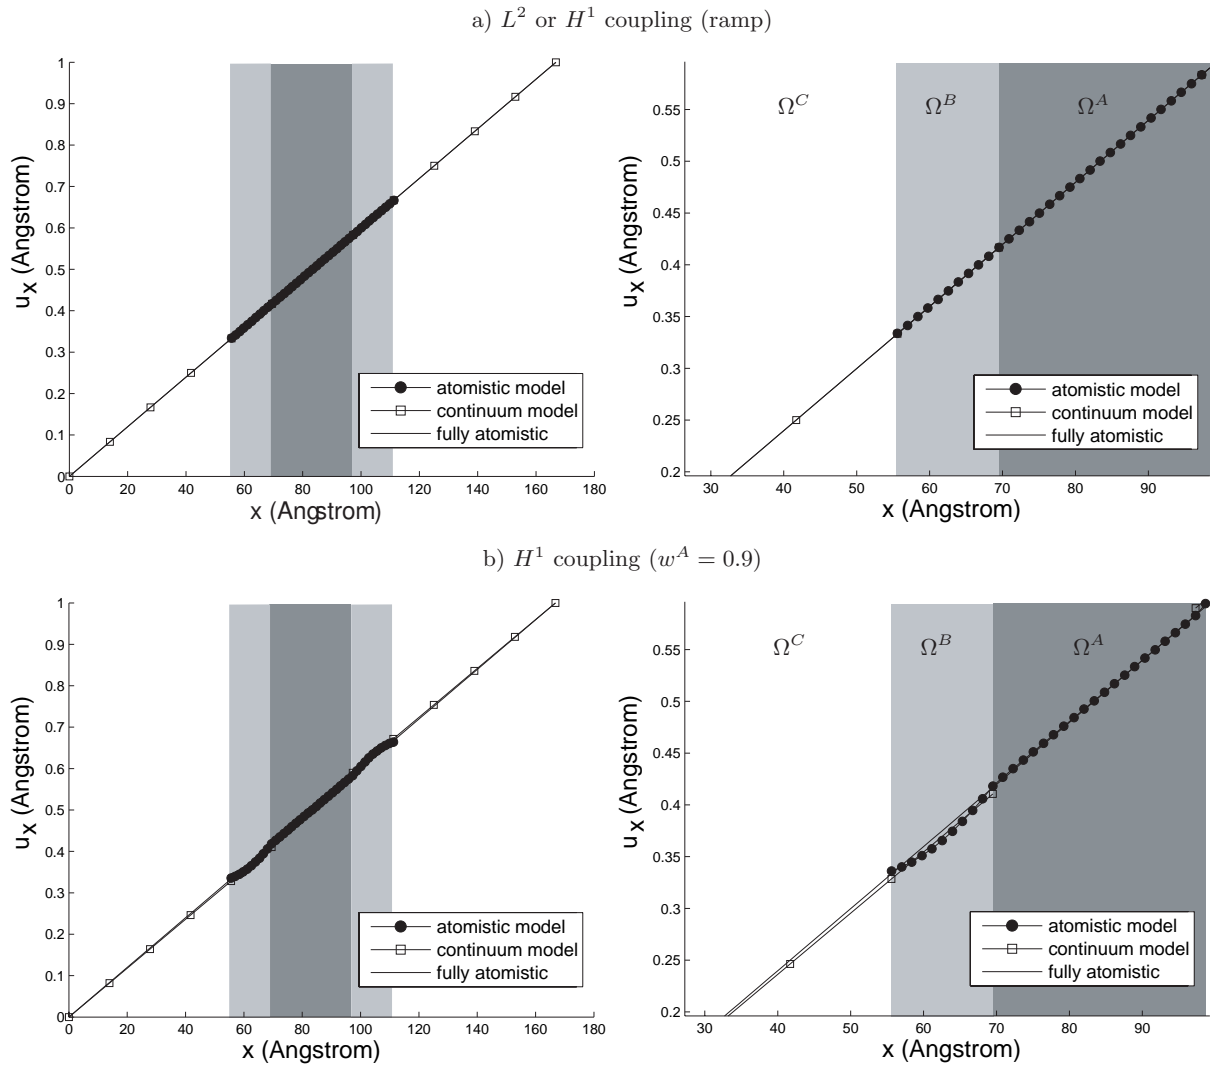 a) L² or H¹ coupling (ramp)
u_x (Angstrom)
1
0.9
0.8
0.7
0.6
0.5
0.4
0.3
0.2
0.1
0
0 20 40 60 80 100 120 140 160 180
x (Angstrom)
atomistic model
continuum model
fully atomistic
u_x (Angstrom)
Ω^C Ω^B Ω^A
0.55
0.5
0.45
0.4
0.35
0.3
0.25
0.2
30 40 50 60 70 80 90
x (Angstrom)
atomistic model
continuum model
fully atomistic
b) H¹ coupling (w^A = 0.9)
u_x (Angstrom)
1
0.9
0.8
0.7
0.6
0.5
0.4
0.3
0.2
0.1
0
0 20 40 60 80 100 120 140 160 180
x (Angstrom)
atomistic model
continuum model
fully atomistic
u_x (Angstrom)
Ω^C Ω^B Ω^A
0.55
0.5
0.45
0.4
0.35
0.3
0.25
0.2
30 40 50 60 70 80 90
x (Angstrom)
atomistic model
continuum model
fully atomistic